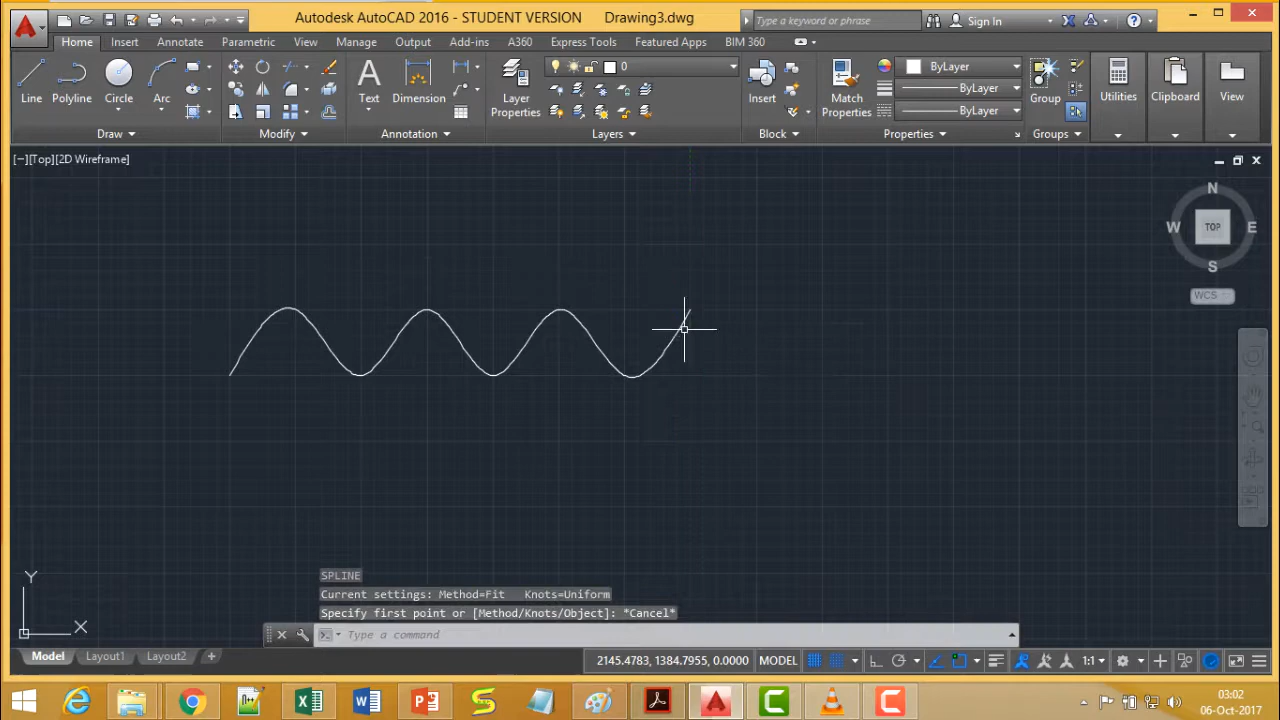 Autodesk AutoCAD 2016 - STUDENT VERSION Drawing3.dwg
Type a keyword or phrase
Sign In
Home Insert Annotate Parametric View Manage Output Add-ins A360 Express Tools Featured Apps BIM 360
Line Polyline Circle Arc
Text Dimension
Layer Properties
0
Insert
Match Properties
ByLayer
ByLayer
ByLayer
Group
Utilities
Clipboard
View
Draw Modify Annotation Layers Block Properties Groups
[−][Top][2D Wireframe]
N
W TOP E
S
WCS
Y
X
SPLINE
Current settings: Method=Fit Knots=Uniform
Specify first point or [Method/Knots/Object]: *Cancel*
Type a command
Model Layout1 Layout2 +
2145.4783, 1384.7955, 0.0000 MODEL 1:1
03:02
06-Oct-2017